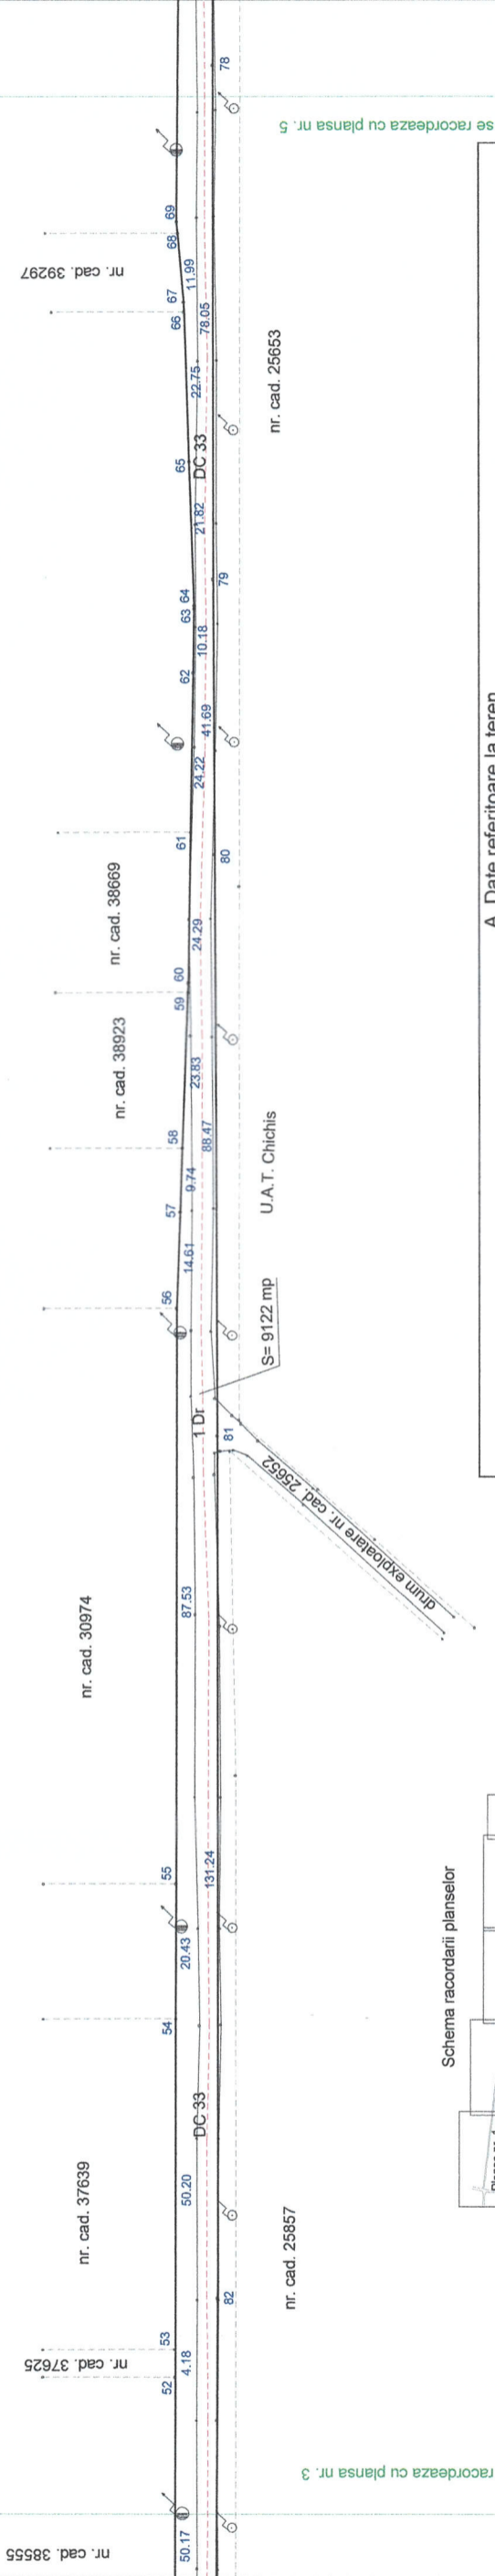 nr. cad. 38555
50.17
52
nr. cad. 37625
4.18
53
nr. cad. 37639
50.20
DC 33
54
20.43
55
131.24
nr. cad. 30974
87.53
1 Dr
S= 9122 mp
56
14.61
57
9.74
58
88.47
23.83
nr. cad. 38923
59
60
24.29
nr. cad. 38669
61
24.22
41.69
62
10.18
63
64
21.82
DC 33
65
22.75
66
78.05
67
11.99
nr. cad. 39297
68
69
82
81
80
79
78
nr. cad. 25857
drum exploatare nr. cad. 25652
U.A.T. Chichis
nr. cad. 25653
racordeaza cu plansa nr. 3
se racordeaza cu plansa nr. 5
Schema racordarii planselor
A. Date referitoare la teren